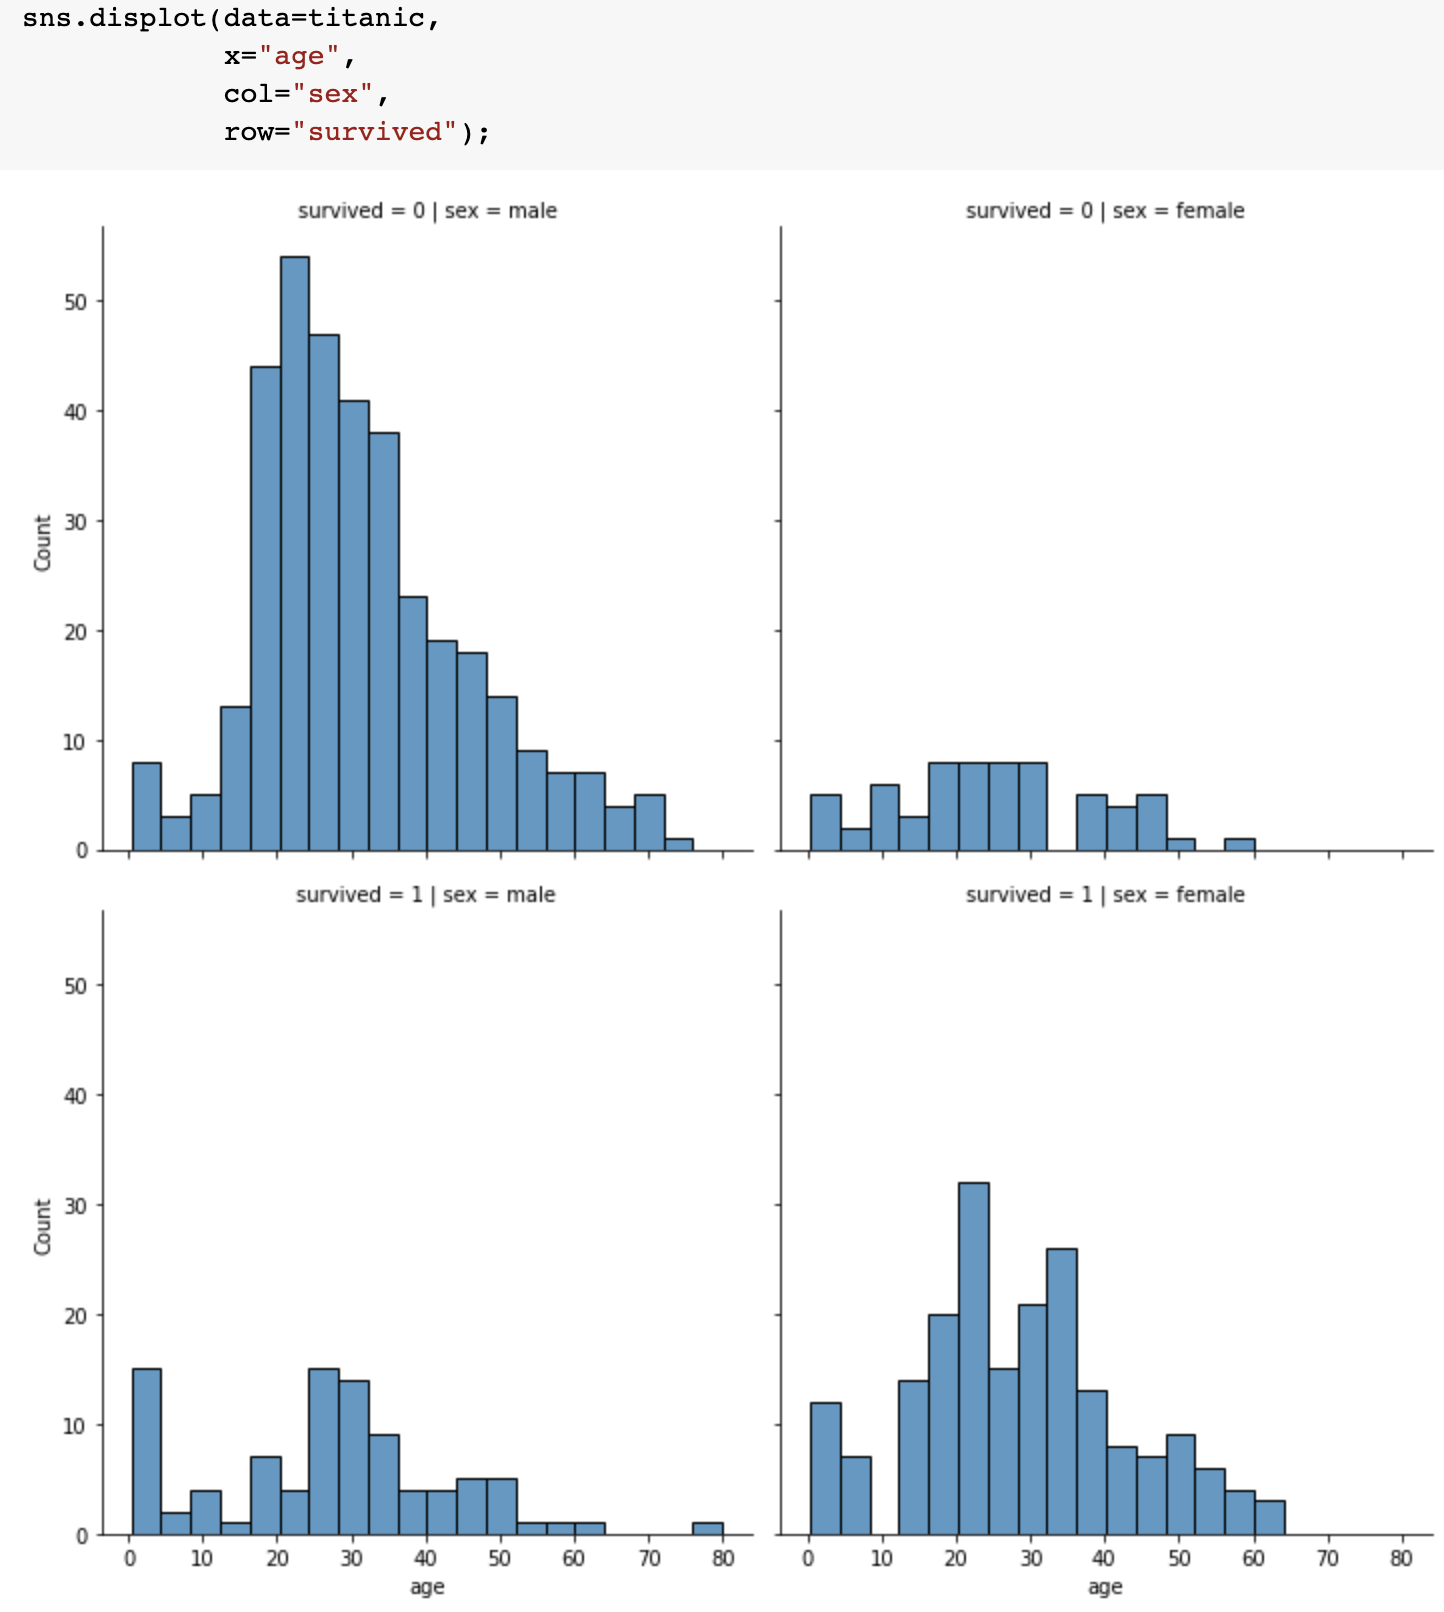 sns.displot(data=titanic,
            x="age",
            col="sex",
            row="survived");
survived = 0 | sex = male
survived = 0 | sex = female
Count
50
40
30
20
10
0
survived = 1 | sex = male
survived = 1 | sex = female
Count
50
40
30
20
10
0
0 10 20 30 40 50 60 70 80
0 10 20 30 40 50 60 70 80
age
age